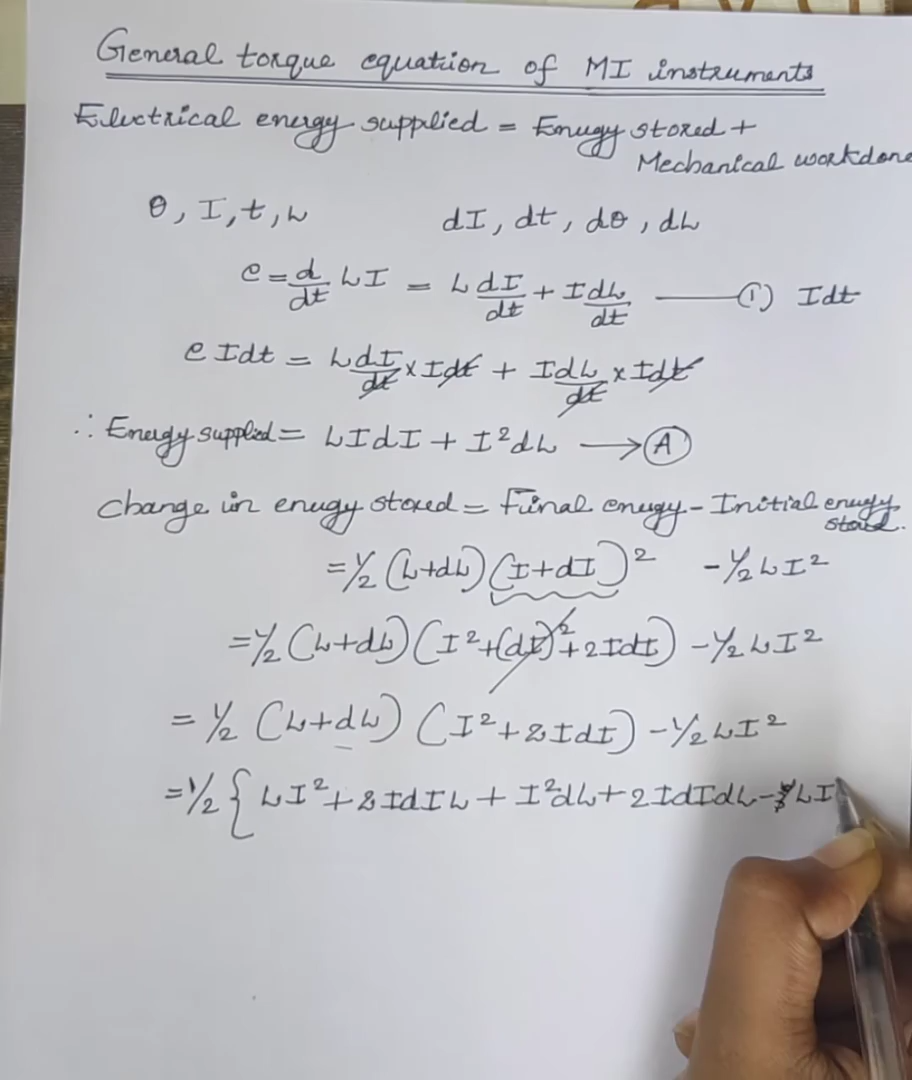 General torque equation of MI instruments
Electrical energy supplied = Energy stored +
Mechanical workdone
θ, I, t, L dI, dt, dθ, dL
e = d/dt LI = L dI/dt + I dL/dt —— (1) Idt
e Idt = L dI/dt × Idt + I dL/dt × Idt
∴ Energy supplied = LIdI + I²dL → (A)
Change in energy stored = Final energy - Initial energy
stored.
= 1/2 (L+dL) (I+dI)² - 1/2 LI²
= 1/2 (L+dL) (I² + (dI)² + 2IdI) - 1/2 LI²
= 1/2 (L+dL) (I² + 2IdI) - 1/2 LI²
= 1/2 { LI² + 2IdIL + I²dL + 2IdIdL - LI